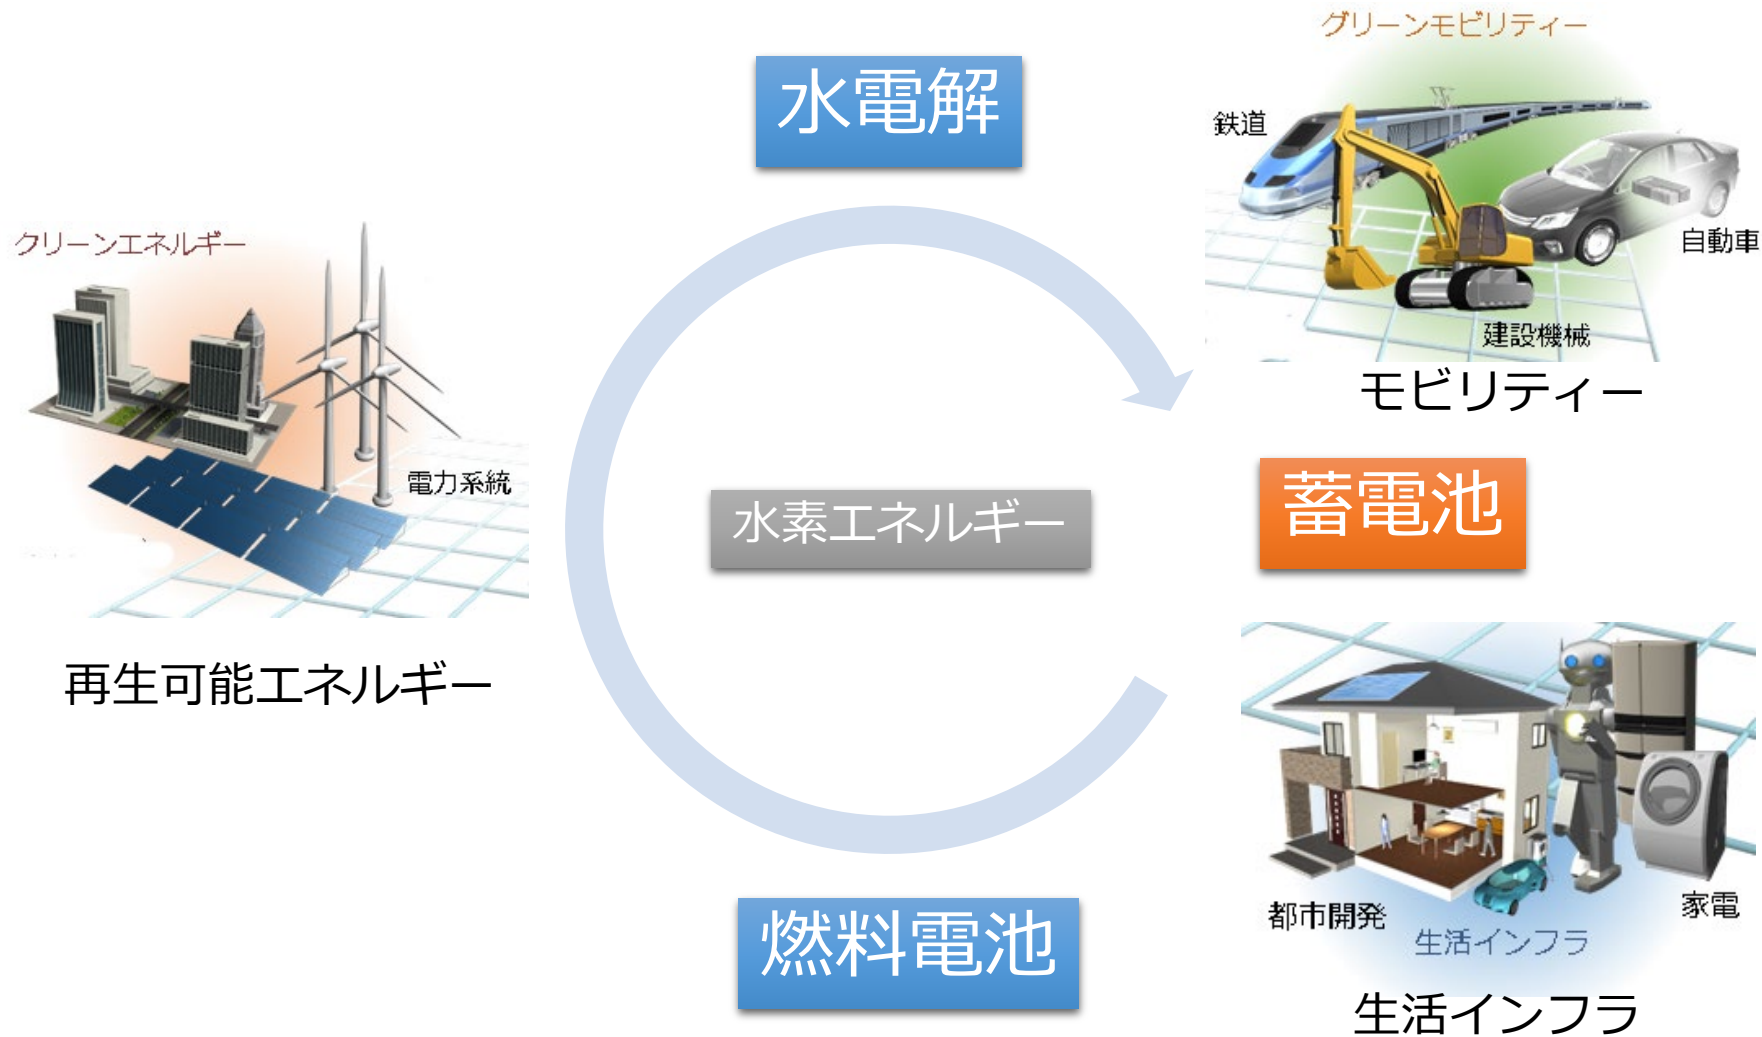 グリーンモビリティー
水電解
鉄道
自動車
クリーンエネルギー
建設機械
モビリティー
電力系統
蓄電池
水素エネルギー
再生可能エネルギー
都市開発
家電
生活インフラ
燃料電池
生活インフラ